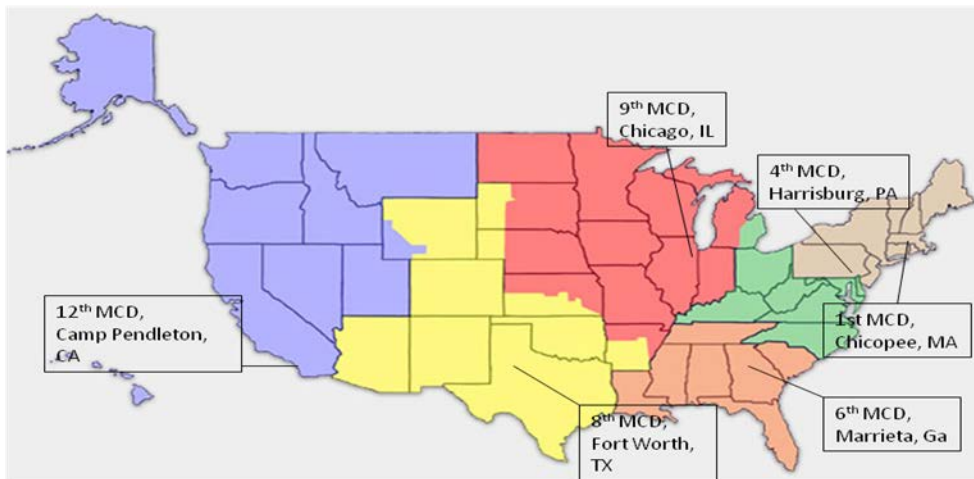 9th MCD,
Chicago, IL
4th MCD,
Harrisburg, PA
12th MCD,
Camp Pendleton,
CA
1st MCD,
Chicopee, MA
8th MCD,
Fort Worth,
TX
6th MCD,
Marrieta, Ga